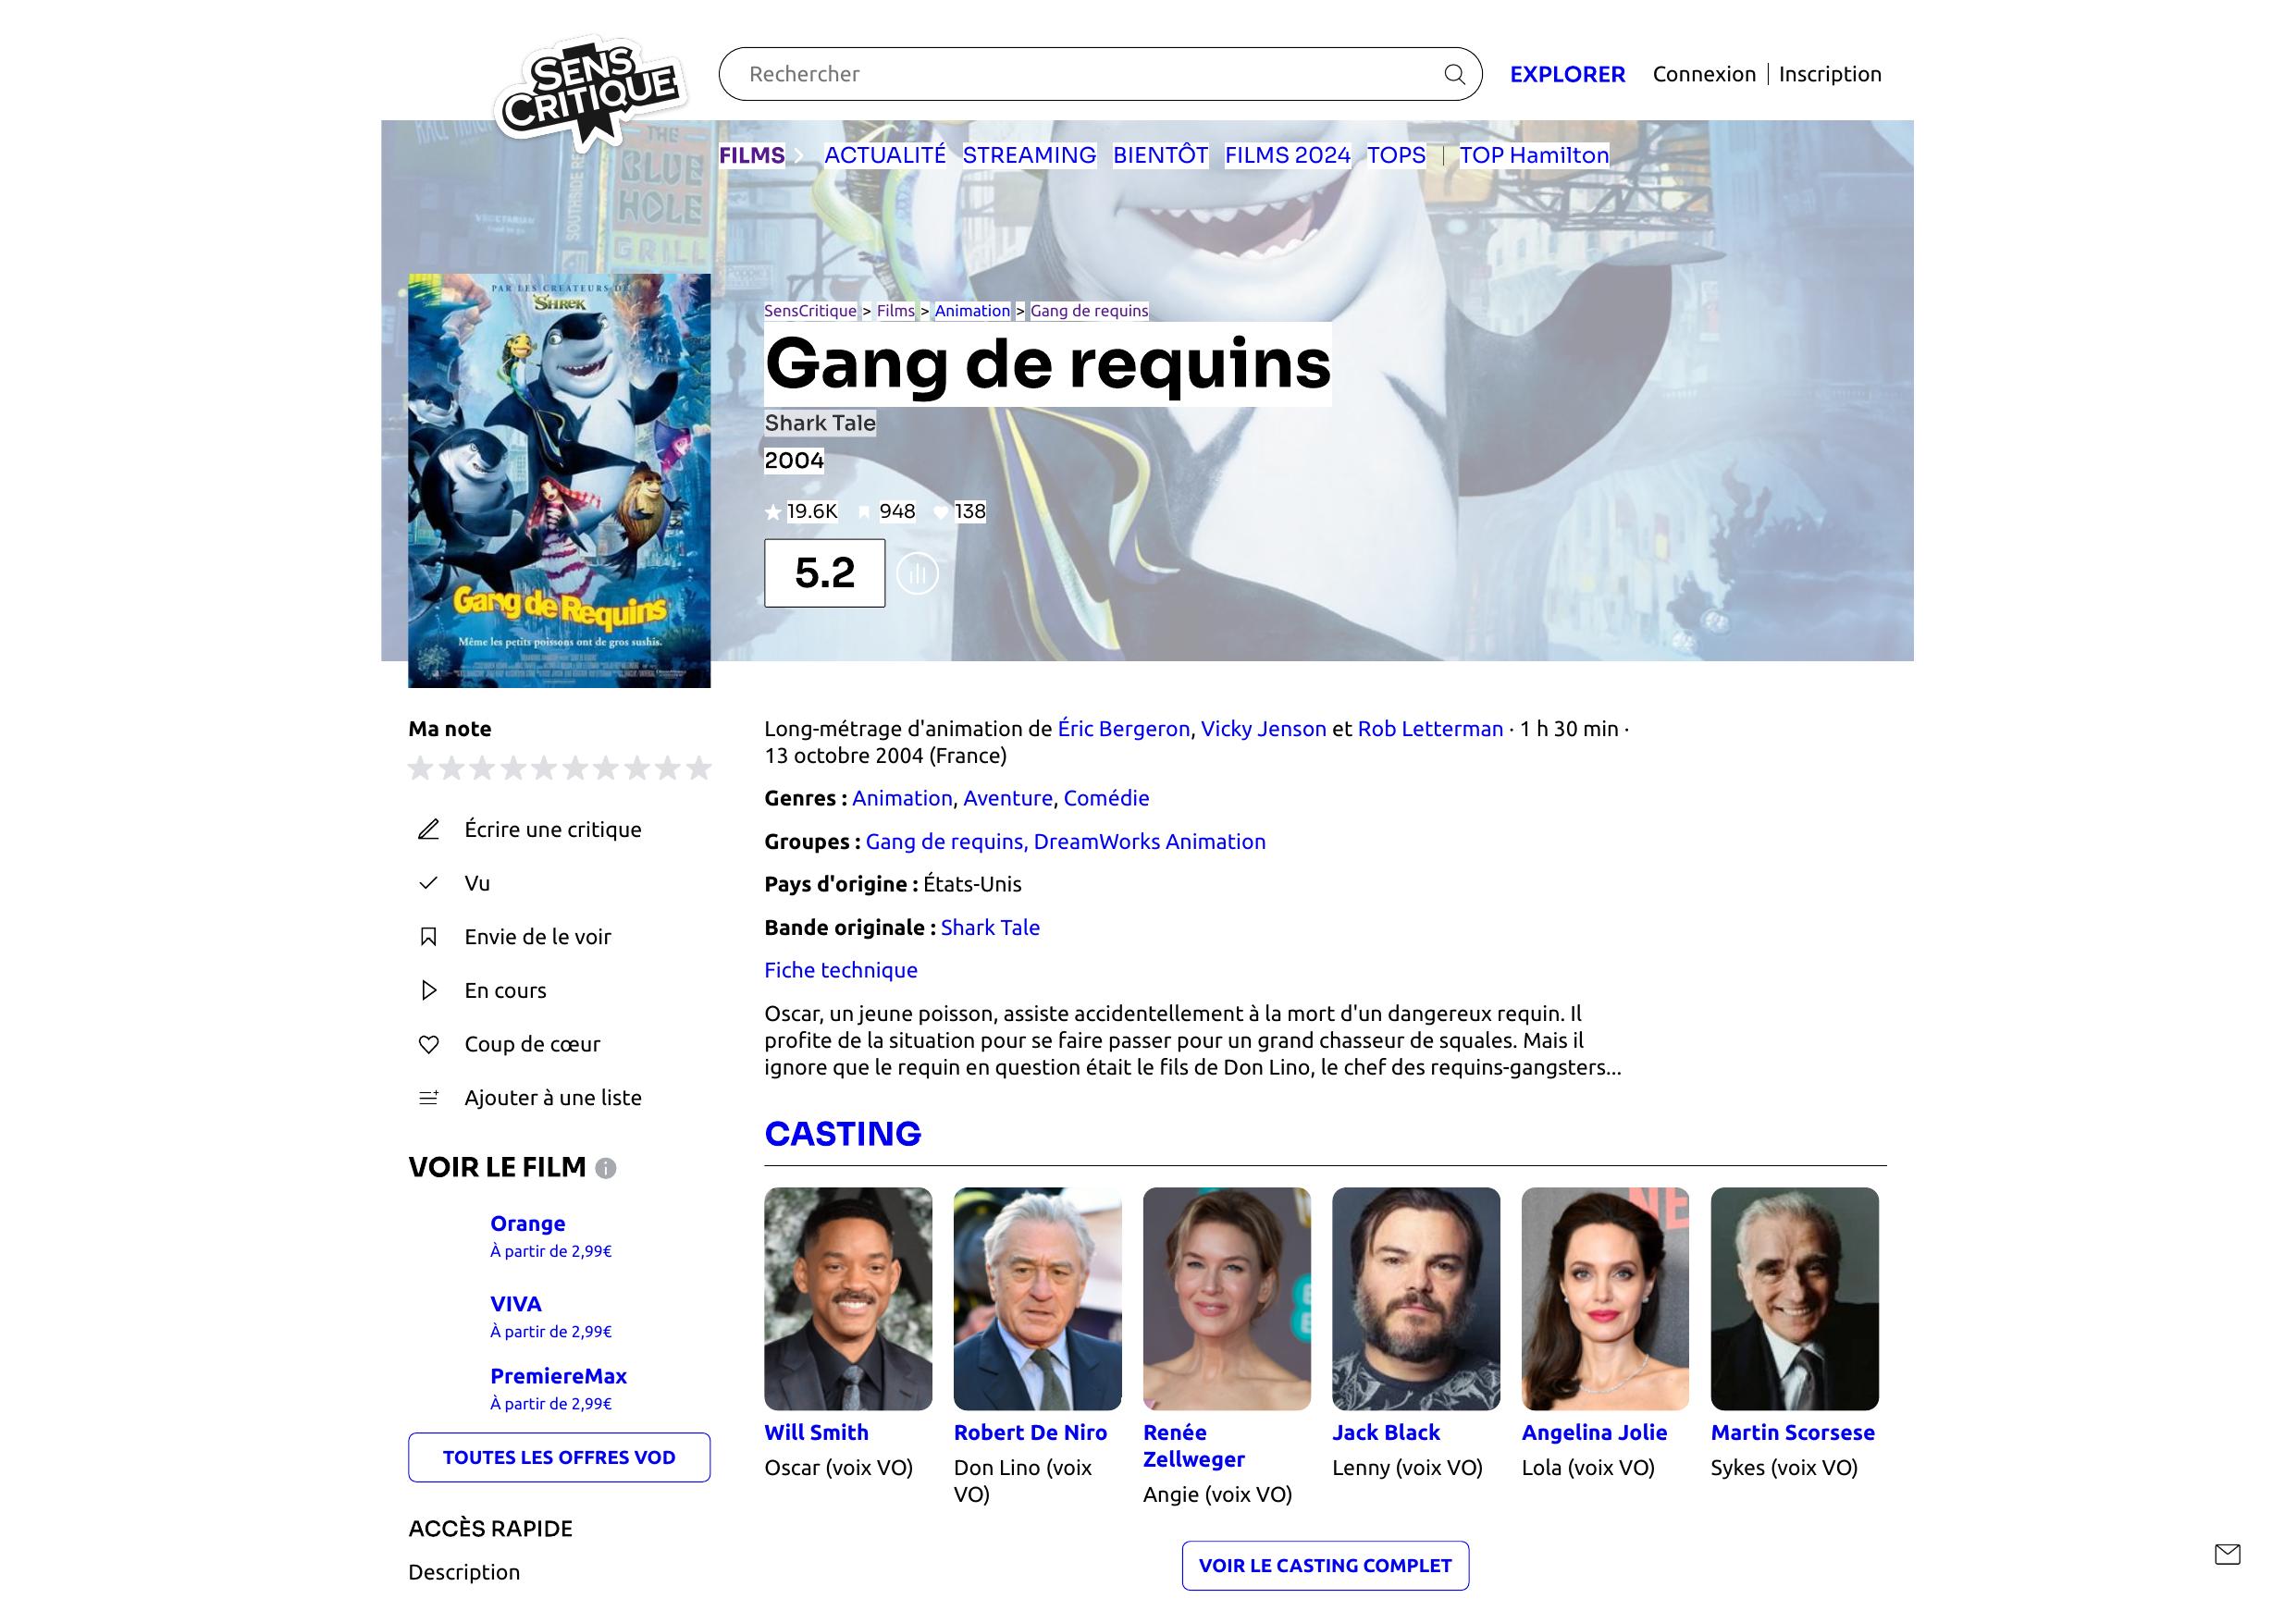 SENS
CRITIQUE
Rechercher
EXPLORER
Connexion
Inscription
FILMS
ACTUALITÉ
STREAMING
BIENTÔT
FILMS 2024
TOPS
TOP Hamilton
THE
BLUE
HOLE
GRILL
SOUTHSIDE
VEGETARIAN
PAR LES CRÉATEURS DE
SHREK
Gang de Requins
Même les petits poissons ont de gros sushis.
SensCritique > Films > Animation > Gang de requins
Gang de requins
Shark Tale
2004
19.6K 948 138
5.2
Ma note
Écrire une critique
Vu
Envie de le voir
En cours
Coup de cœur
Ajouter à une liste
VOIR LE FILM
Orange
À partir de 2,99€
VIVA
À partir de 2,99€
PremiereMax
À partir de 2,99€
TOUTES LES OFFRES VOD
ACCÈS RAPIDE
Description
Long-métrage d'animation de Éric Bergeron, Vicky Jenson et Rob Letterman · 1 h 30 min ·
13 octobre 2004 (France)
Genres : Animation, Aventure, Comédie
Groupes : Gang de requins, DreamWorks Animation
Pays d'origine : États-Unis
Bande originale : Shark Tale
Fiche technique
Oscar, un jeune poisson, assiste accidentellement à la mort d'un dangereux requin. Il
profite de la situation pour se faire passer pour un grand chasseur de squales. Mais il
ignore que le requin en question était le fils de Don Lino, le chef des requins-gangsters...
CASTING
Will Smith
Oscar (voix VO)
Robert De Niro
Don Lino (voix
VO)
Renée
Zellweger
Angie (voix VO)
Jack Black
Lenny (voix VO)
Angelina Jolie
Lola (voix VO)
Martin Scorsese
Sykes (voix VO)
VOIR LE CASTING COMPLET